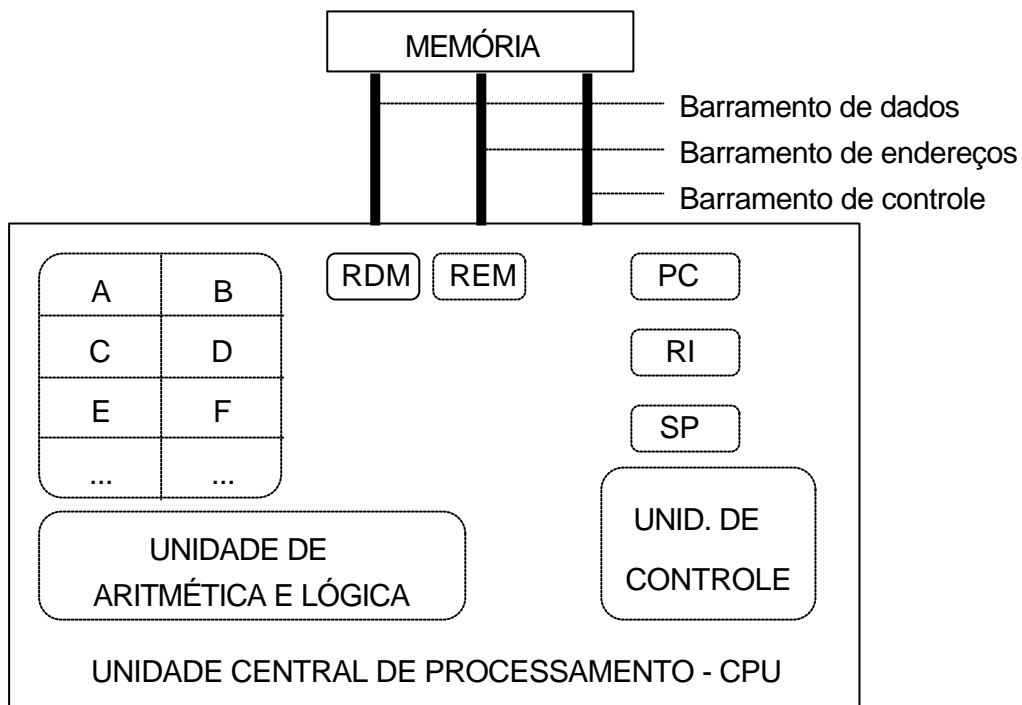 MEMÓRIA
Barramento de dados
Barramento de endereços
Barramento de controle
A B
RDM REM PC
C D
RI
E F
SP
... ...
UNIDADE DE
ARITMÉTICA E LÓGICA
UNID. DE
CONTROLE
UNIDADE CENTRAL DE PROCESSAMENTO - CPU